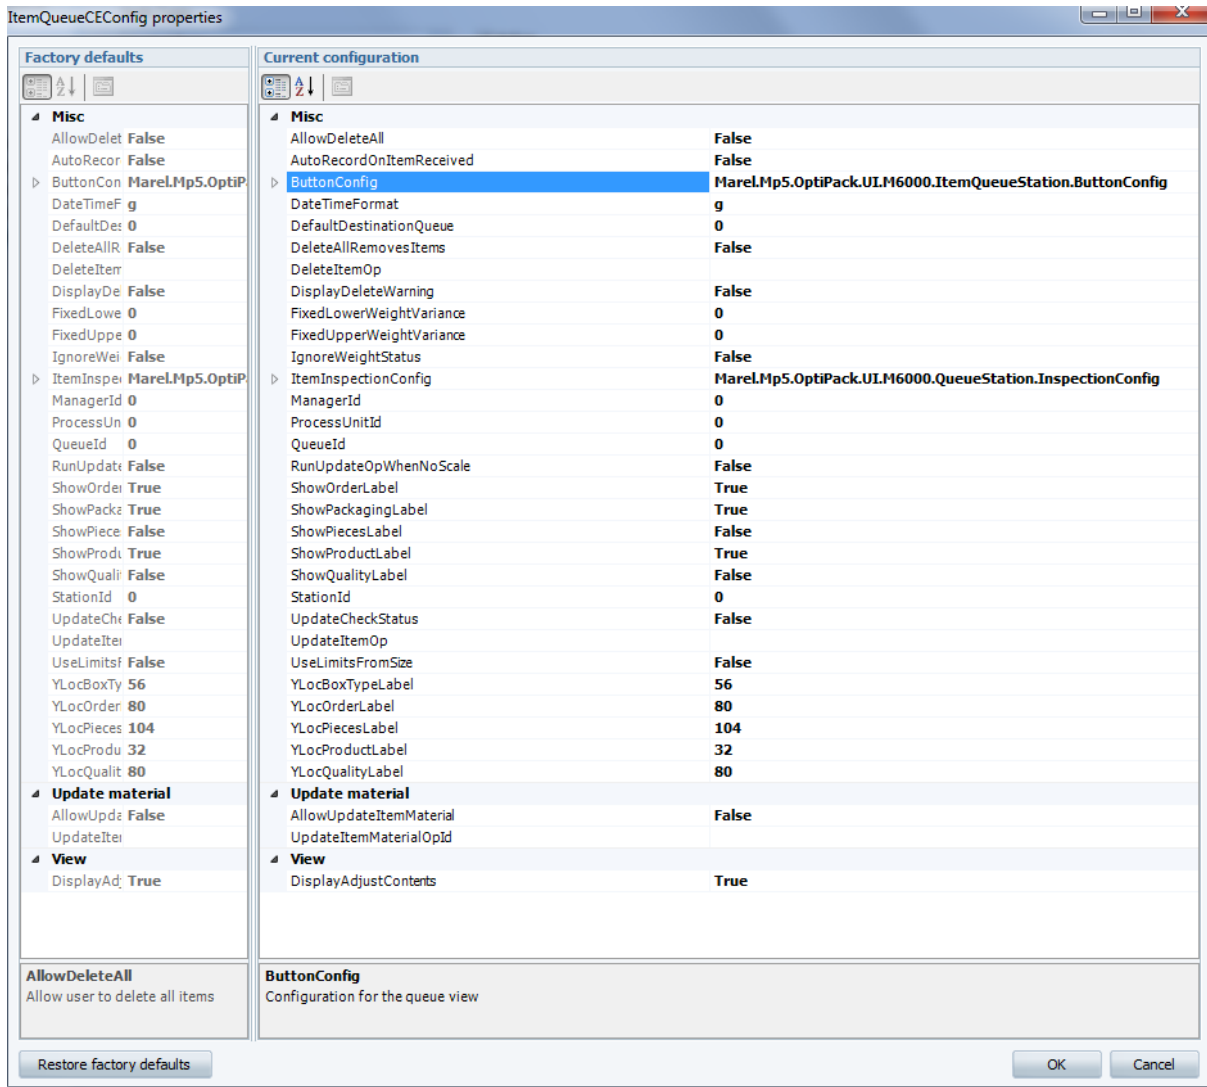 ItemQueueCEConfig properties
Factory defaults
Misc
AllowDelet False
AutoRecor False
ButtonCon Marel.Mp5.OptiP
DateTimeF g
DefaultDes 0
DeleteAllR False
DeleteItem
DisplayDe False
FixedLowe 0
FixedUppe 0
IgnoreWei False
ItemInspe Marel.Mp5.OptiP
ManagerId 0
ProcessUn 0
QueueId 0
RunUpdate False
ShowOrder True
ShowPacka True
ShowPiece False
ShowProdu True
ShowQuali False
StationId 0
UpdateChe False
UpdateIte
UseLimitsF False
YLocBoxTy 56
YLocOrder 80
YLocPieces 104
YLocProdu 32
YLocQualit 80
Update material
AllowUpda False
UpdateIte
View
DisplayAdj True
AllowDeleteAll
Allow user to delete all items
Restore factory defaults
Current configuration
Misc
AllowDeleteAll False
AutoRecordOnItemReceived False
ButtonConfig Marel.Mp5.OptiPack.UI.M6000.ItemQueueStation.ButtonConfig
DateTimeFormat g
DefaultDestinationQueue 0
DeleteAllRemovesItems False
DeleteItemOp
DisplayDeleteWarning False
FixedLowerWeightVariance 0
FixedUpperWeightVariance 0
IgnoreWeightStatus False
ItemInspectionConfig Marel.Mp5.OptiPack.UI.M6000.QueueStation.InspectionConfig
ManagerId 0
ProcessUnitId 0
QueueId 0
RunUpdateOpWhenNoScale False
ShowOrderLabel True
ShowPackagingLabel True
ShowPiecesLabel False
ShowProductLabel True
ShowQualityLabel False
StationId 0
UpdateCheckStatus False
UpdateItemOp
UseLimitsFromSize False
YLocBoxTypeLabel 56
YLocOrderLabel 80
YLocPiecesLabel 104
YLocProductLabel 32
YLocQualityLabel 80
Update material
AllowUpdateItemMaterial False
UpdateItemMaterialOpId
View
DisplayAdjustContents True
ButtonConfig
Configuration for the queue view
OK Cancel